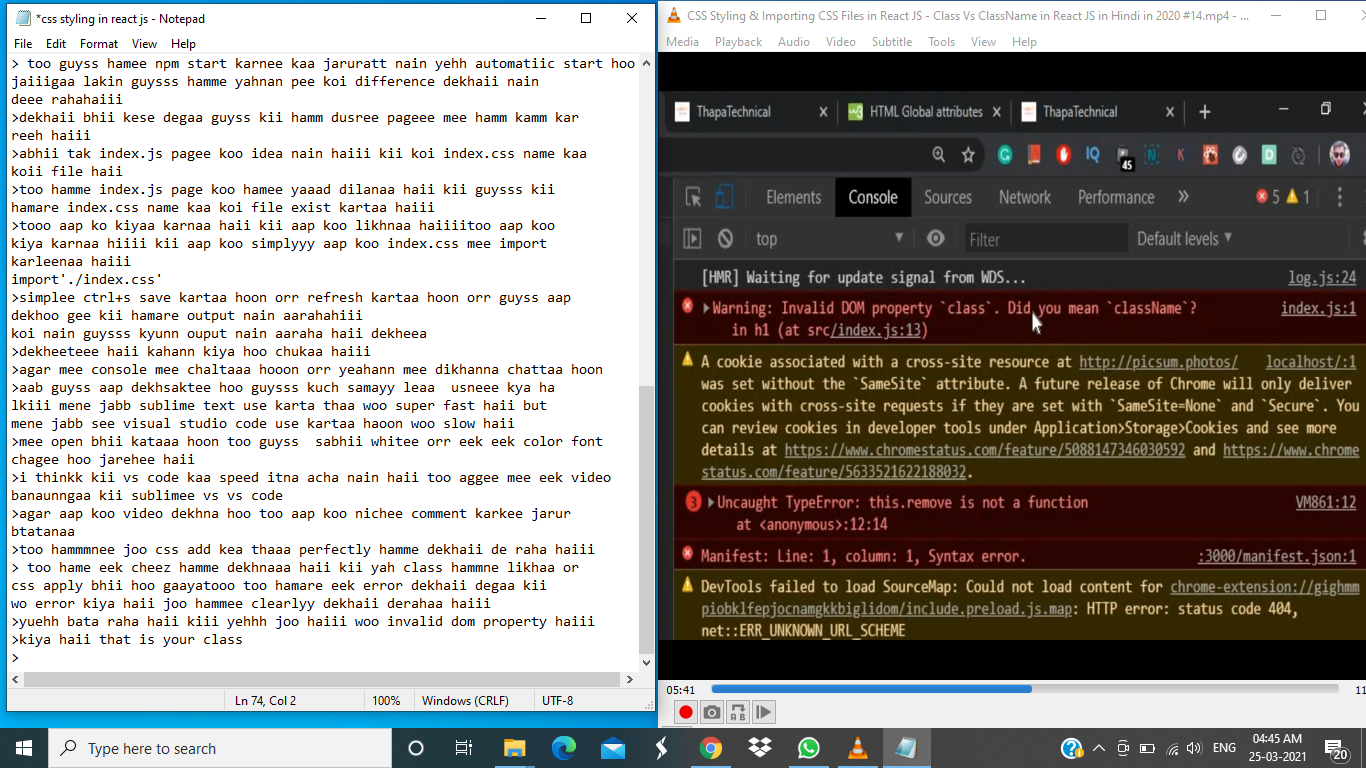 *css styling in react js - Notepad
File Edit Format View Help
> too guyss hamee npm start karnee kaa jaruratt nain yehh automatiic start hoo
jaiiigaa lakin guysss hamme yahnan pee koi difference dekhaii nain
deee rahahaiii
>dekhaii bhii kese degaa guyss kii hamm dusree pageee mee hamm kamm kar
reeh haiii
>abhii tak index.js pagee koo idea nain haiii kii koi index.css name kaa
koii file haii
>too hamme index.js page koo hamee yaaad dilanaa haii kii guysss kii
hamare index.css name kaa koi file exist kartaa haiii
>tooo aap ko kiyaa karnaa haii kii aap koo likhnaa haiiiitoo aap koo
kiya karnaa hiiii kii aap koo simplyyy aap koo index.css mee import
karleenaa haiii
import'./index.css'
>simplee ctrl+s save kartaa hoon orr refresh kartaa hoon orr guyss aap
dekhoo gee kii hamare output nain aarahahiii
koi nain guysss kyunn ouput nain aaraha haii dekheea
>dekheeteee haii kahann kiya hoo chukaa haiii
>agar mee console mee chaltaaa hooon orr yeahann mee dikhanna chattaa hoon
>aab guyss aap dekhsaktee hoo guysss kuch samayy leaa  usneee kya ha
lkiii mene jabb sublime text use karta thaa woo super fast haii but
mene jabb see visual studio code use kartaa haoon woo slow haii
>mee open bhii kataaa hoon too guyss  sabhii whitee orr eek eek color font
chagee hoo jarehee haii
>i thinkk kii vs code kaa speed itna acha nain haii too aggee mee eek video
banaunngaa kii sublimee vs vs code
>agar aap koo video dekhna hoo too aap koo nichee comment karkee jarur
btatanaa
>too hammmnee joo css add kea thaaa perfectly hamme dekhaii de raha haiii
> too hame eek cheez hamme dekhnaaa haii kii yah class hammne likhaa or
css apply bhii hoo gaayatooo too hamare eek error dekhaii degaa kii
wo error kiya haii joo hammee clearlyy dekhaii derahaa haiii
>yuehh bata raha haii kiii yehhh joo haiii woo invalid dom property haiii
>kiya haii that is your class
>
Ln 74, Col 2 100% Windows (CRLF) UTF-8
CSS Styling & Importing CSS Files in React JS - Class Vs ClassName in React JS in Hindi in 2020 #14.mp4 - ...
Media Playback Audio Video Subtitle Tools View Help
ThapaTechnical HTML Global attributes ThapaTechnical
IQ 45 N K D
Elements Console Sources Network Performance 5 1
top Filter Default levels
[HMR] Waiting for update signal from WDS... log.js:24
Warning: Invalid DOM property `class`. Did you mean `className`? index.js:1
in h1 (at src/index.js:13)
A cookie associated with a cross-site resource at http://picsum.photos/ localhost/:1
was set without the `SameSite` attribute. A future release of Chrome will only deliver
cookies with cross-site requests if they are set with `SameSite=None` and `Secure`. You
can review cookies in developer tools under Application>Storage>Cookies and see more
details at https://www.chromestatus.com/feature/5088147346030592 and https://www.chrome
status.com/feature/5633521622188032.
3 Uncaught TypeError: this.remove is not a function VM861:12
at <anonymous>:12:14
Manifest: Line: 1, column: 1, Syntax error. :3000/manifest.json:1
DevTools failed to load SourceMap: Could not load content for chrome-extension://gighmm
piobklfepjocnamgkkbiglidom/include.preload.js.map: HTTP error: status code 404,
net::ERR_UNKNOWN_URL_SCHEME
05:41
Type here to search
ENG
04:45 AM
25-03-2021
20